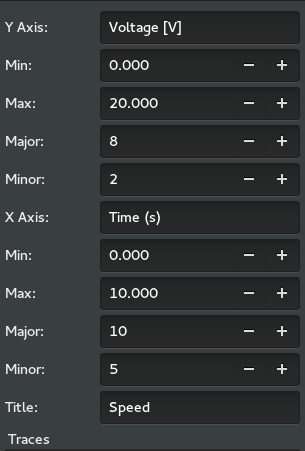 Y Axis: Voltage [V]
Min: 0.000 − +
Max: 20.000 − +
Major: 8 − +
Minor: 2 − +
X Axis: Time (s)
Min: 0.000 − +
Max: 10.000 − +
Major: 10 − +
Minor: 5 − +
Title: Speed
Traces